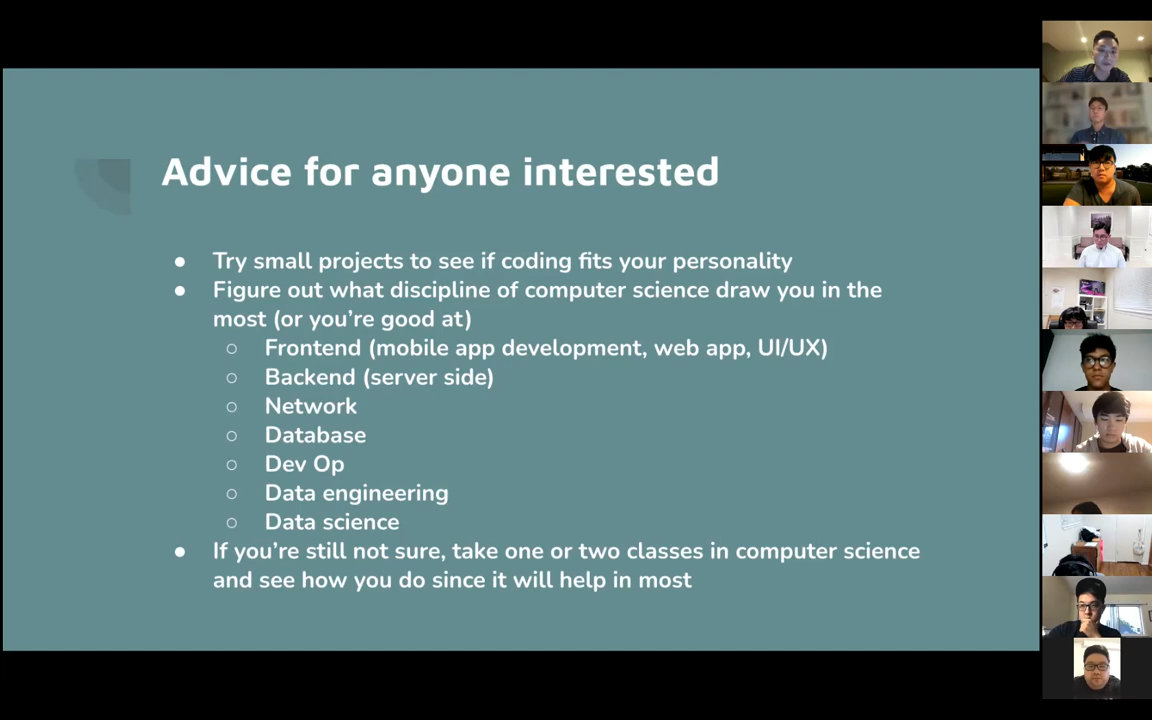 Advice for anyone interested
● Try small projects to see if coding fits your personality
● Figure out what discipline of computer science draw you in the
most (or you're good at)
○ Frontend (mobile app development, web app, UI/UX)
○ Backend (server side)
○ Network
○ Database
○ Dev Op
○ Data engineering
○ Data science
● If you're still not sure, take one or two classes in computer science
and see how you do since it will help in most